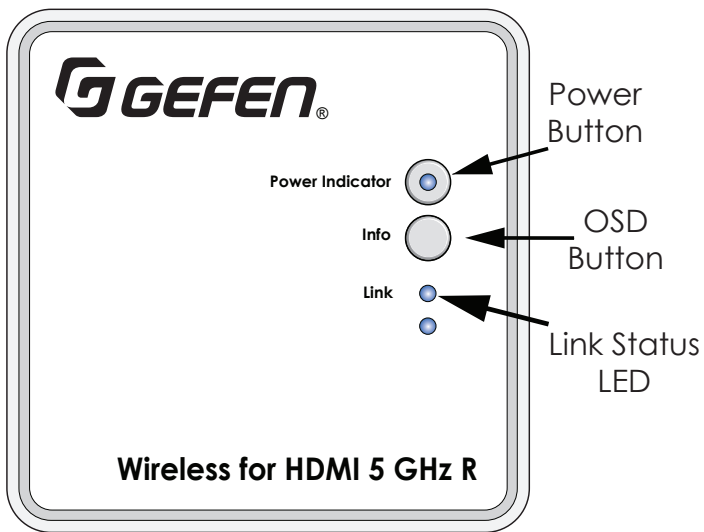 GEFEN®
Power
Button
Power Indicator
Info
OSD
Button
Link
Link Status
LED
Wireless for HDMI 5 GHz R